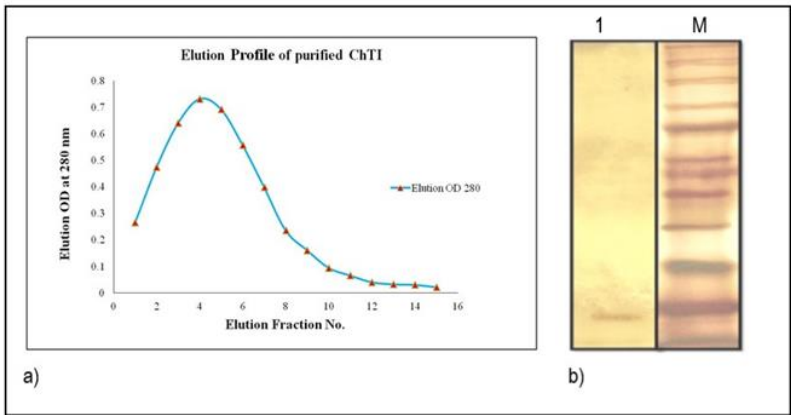 1 M
Elution Profile of purified ChTI
Elution OD at 280 nm
0.8
0.7
0.6
0.5
0.4
0.3
0.2
0.1
0
0 2 4 6 8 10 12 14 16
Elution Fraction No.
Elution OD 280
a) b)